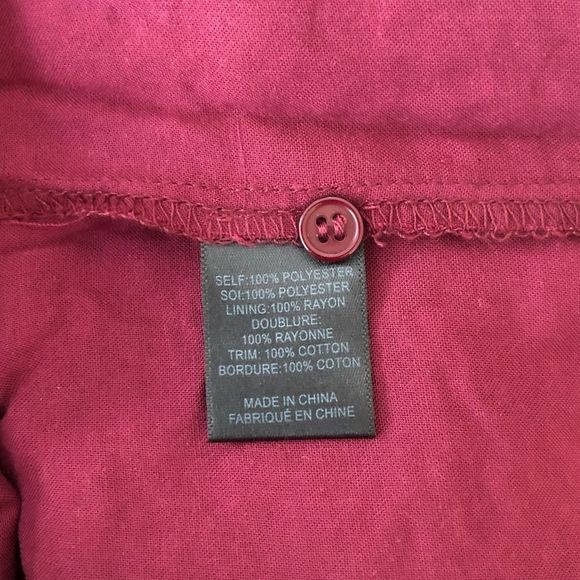 SELF:100% POLYESTER
SOI:100% POLYESTER
LINING:100% RAYON
DOUBLURE:
100% RAYONNE
TRIM: 100% COTTON
BORDURE:100% COTON
MADE IN CHINA
FABRIQUÉ EN CHINE